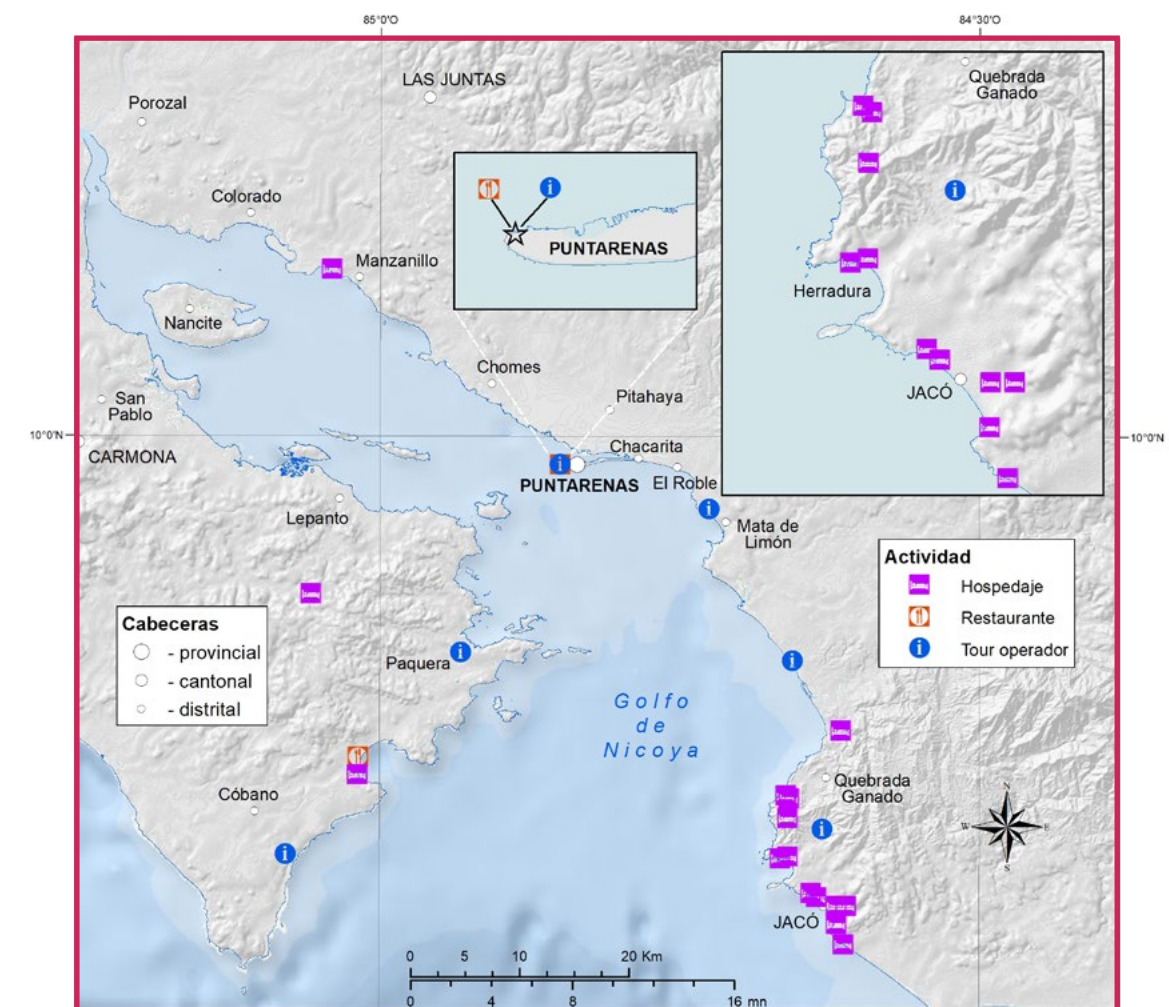 85°0'O
84°30'O
LAS JUNTAS
Porozal
Quebrada
Ganado
Colorado
PUNTARENAS
Manzanillo
Herradura
Nancite
Chomes
JACÓ
San
Pablo
Pitahaya
10°0'N
10°0'N
Chacarita
CARMONA
PUNTARENAS
El Roble
Lepanto
Mata de
Limón
Actividad
Hospedaje
Restaurante
Tour operador
Cabeceras
- provincial
- cantonal
- distrital
Paquera
Golfo
de
Nicoya
Quebrada
Ganado
Cóbano
N
W
E
S
JACÓ
0 5 10 20 Km
0 4 8 16 mn